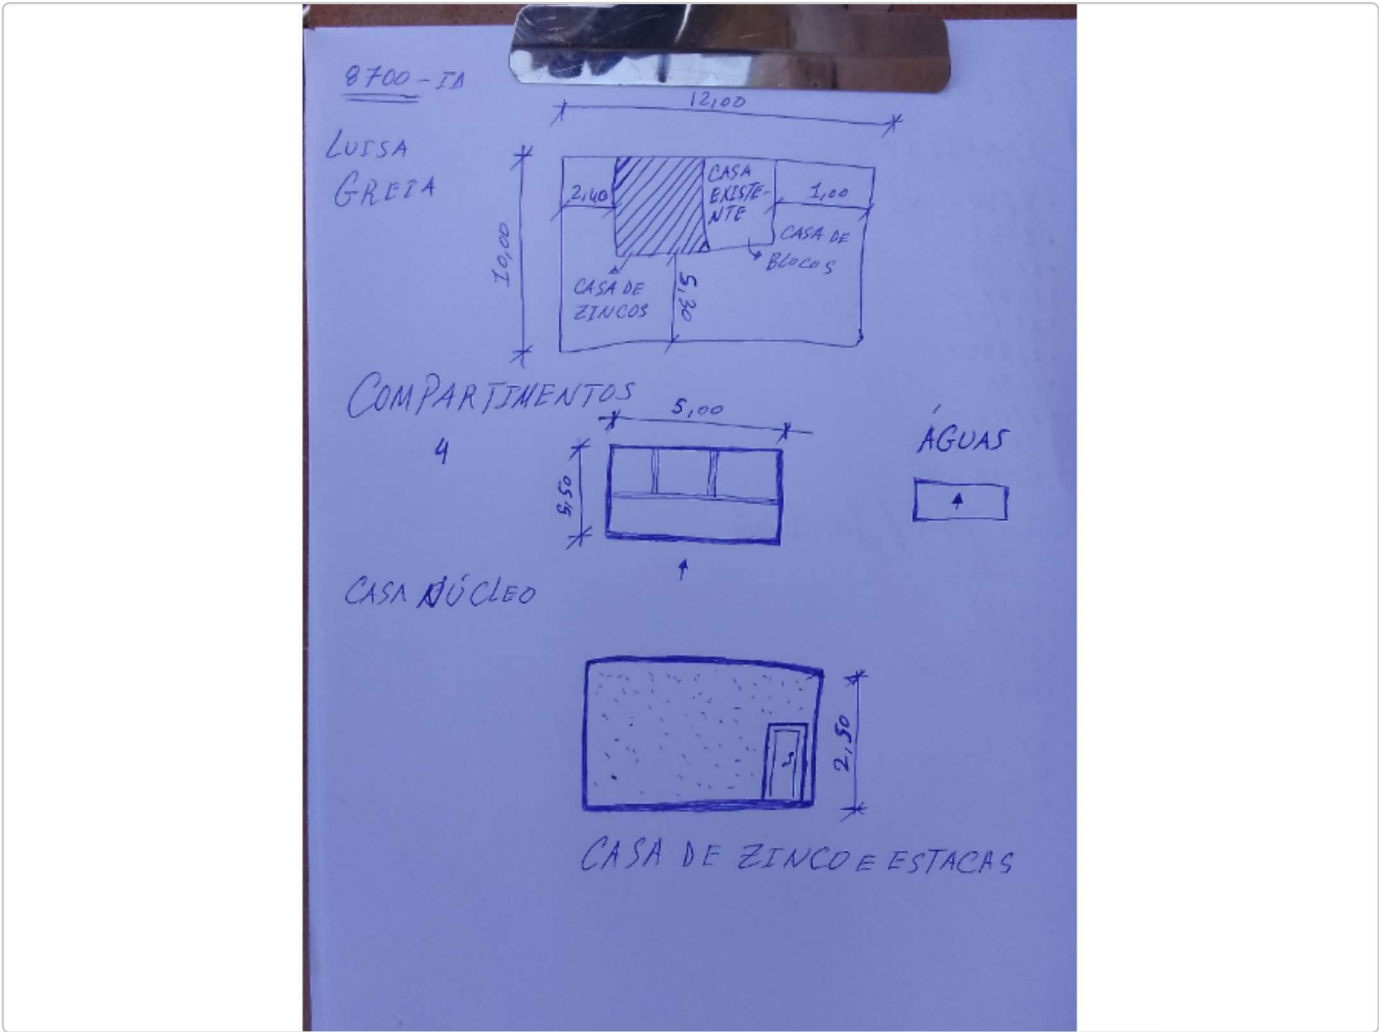 8700-ID
LUISA
GREIA
12,00
10,00
2,40
CASA
EXISTE-
NTE
1,00
CASA DE
BLOCOS
CASA DE
ZINCOS
5,30
COMPARTIMENTOS
4
5,00
5,50
ÁGUAS
CASA NÚCLEO
2,50
CASA DE ZINCO E ESTACAS